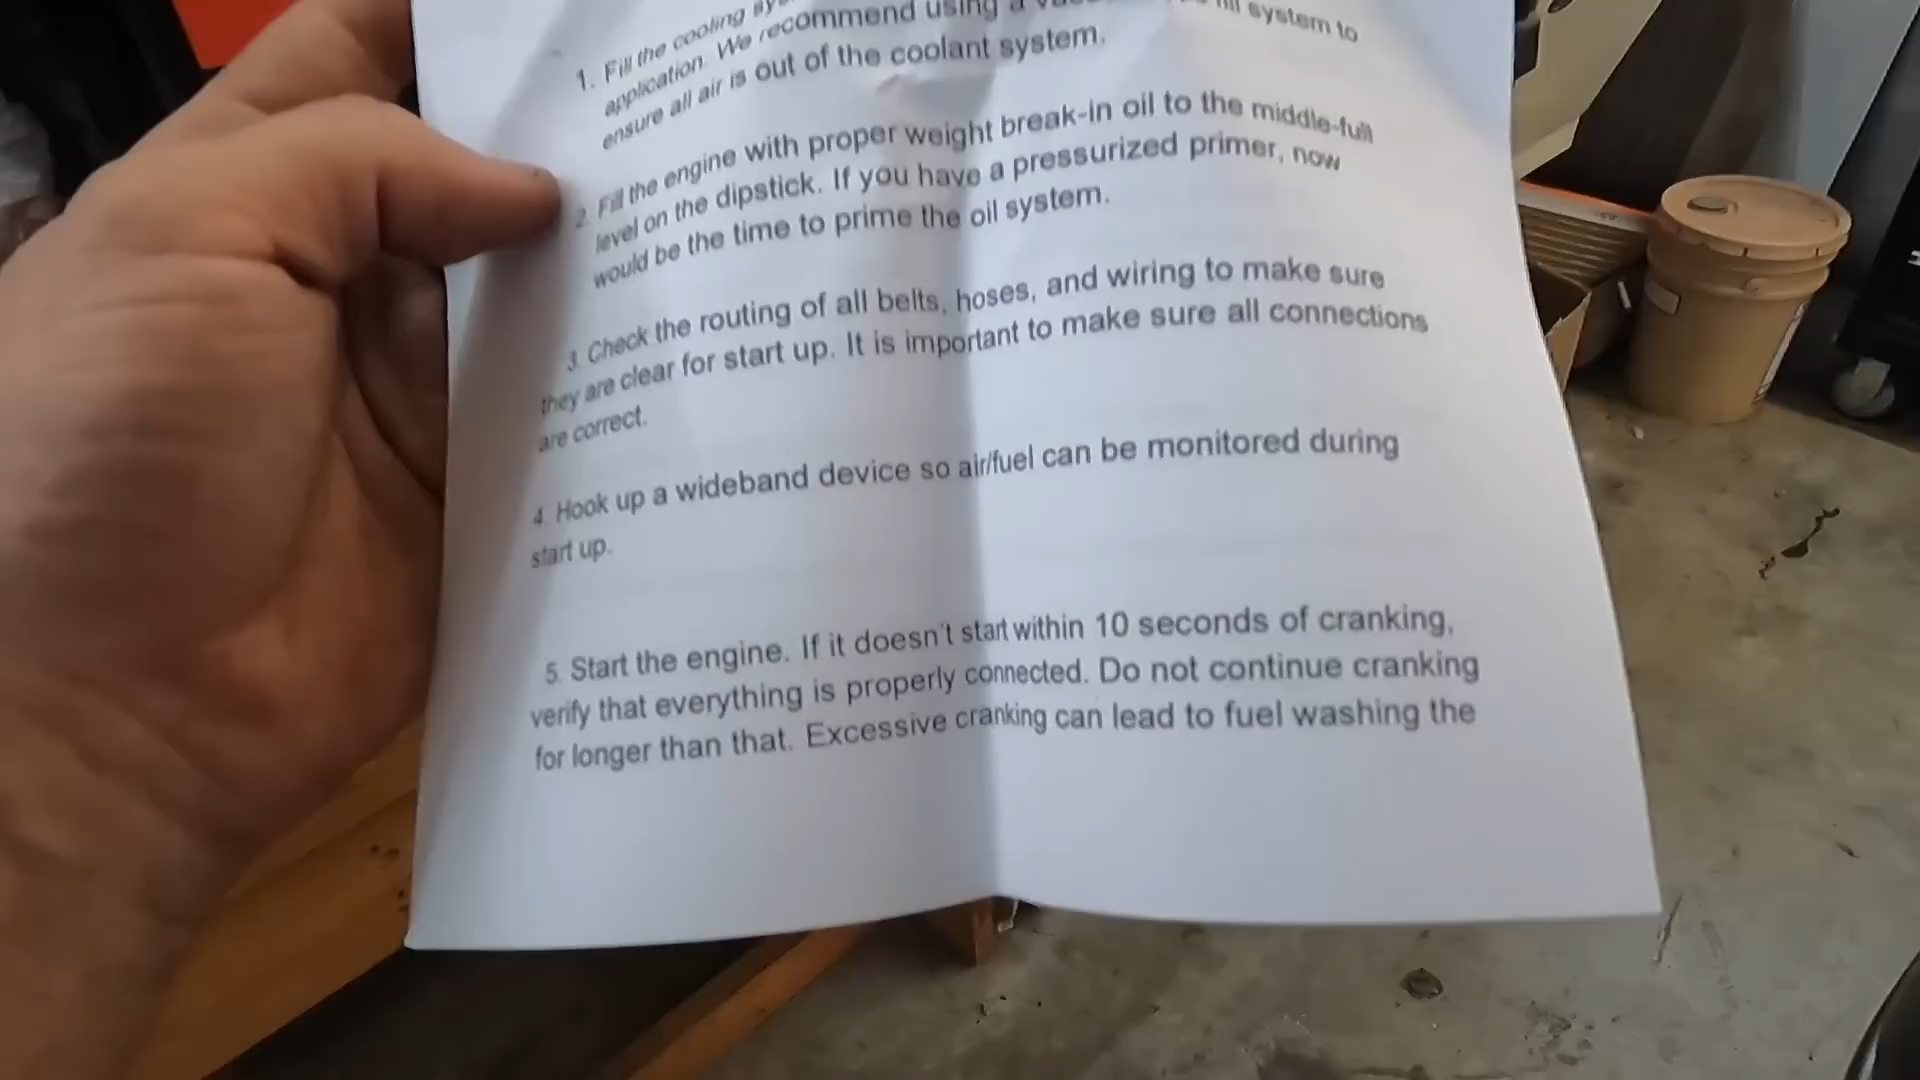 1. Fill the cooling
application. We recommend using a fill system to
ensure all air is out of the coolant system.
2. Fill the engine with proper weight break-in oil to the middle-full
level on the dipstick. If you have a pressurized primer, now
would be the time to prime the oil system.
3. Check the routing of all belts, hoses, and wiring to make sure
they are clear for start up. It is important to make sure all connections
are correct.
4. Hook up a wideband device so air/fuel can be monitored during
start up.
5. Start the engine. If it doesn't start within 10 seconds of cranking,
verify that everything is properly connected. Do not continue cranking
for longer than that. Excessive cranking can lead to fuel washing the